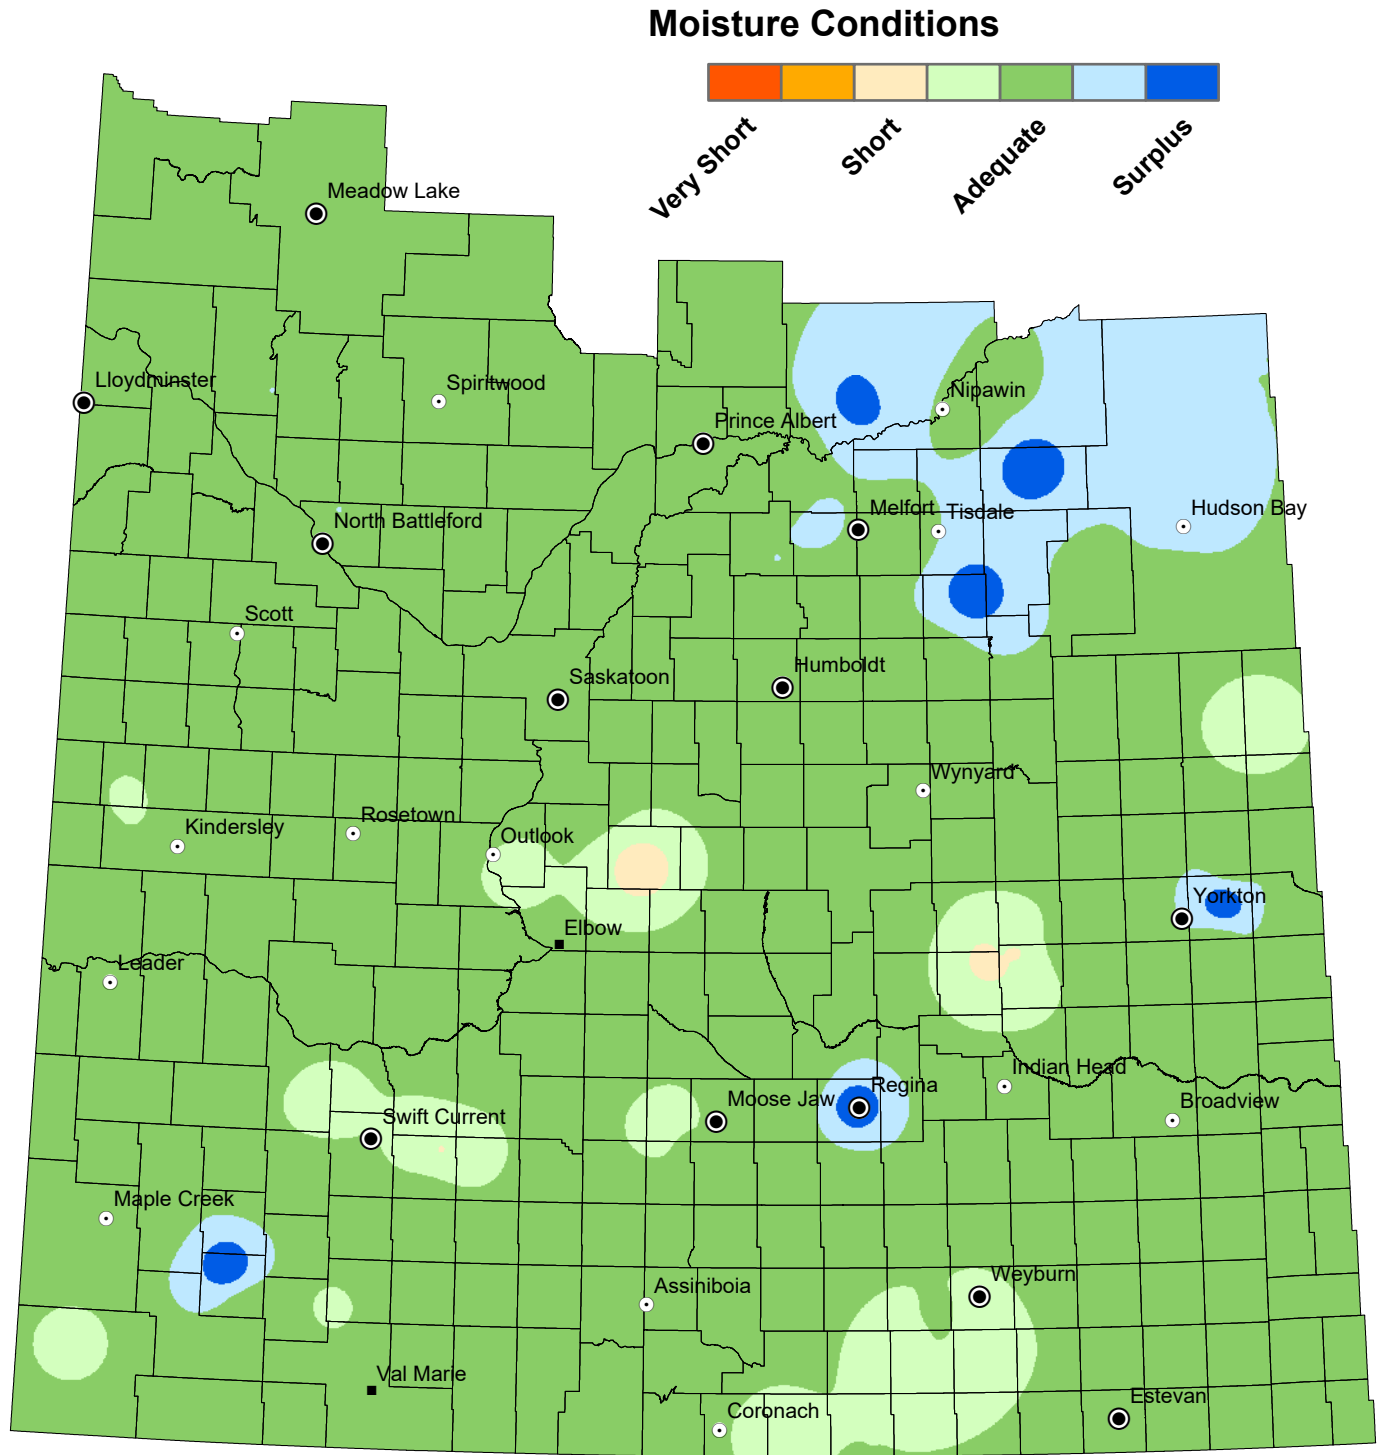 Moisture Conditions
Very Short
Short
Adequate
Surplus
Meadow Lake
Lloydminster
Spiritwood
Nipawin
Prince Albert
Melfort
Tisdale
Hudson Bay
North Battleford
Scott
Saskatoon
Humboldt
Wynyard
Rosetown
Kindersley
Outlook
Yorkton
Elbow
Leader
Indian Head
Regina
Moose Jaw
Broadview
Swift Current
Maple Creek
Weyburn
Assiniboia
Val Marie
Estevan
Coronach